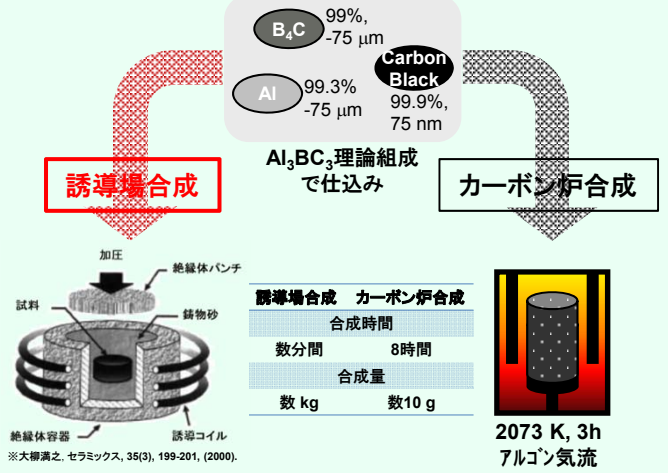 B4C
99%,
-75 μm
Carbon
Black
Al
99.3%
-75 μm
99.9%,
75 nm
Al3BC3理論組成
で仕込み
誘導場合成
カーボン炉合成
加圧
絶縁体パンチ
試料
鋳物砂
絶縁体容器
誘導コイル
※大柳満之, セラミックス, 35(3), 199-201, (2000).
誘導場合成 カーボン炉合成
合成時間
数分間 8時間
合成量
数 kg 数10 g
2073 K, 3h
アルゴン気流